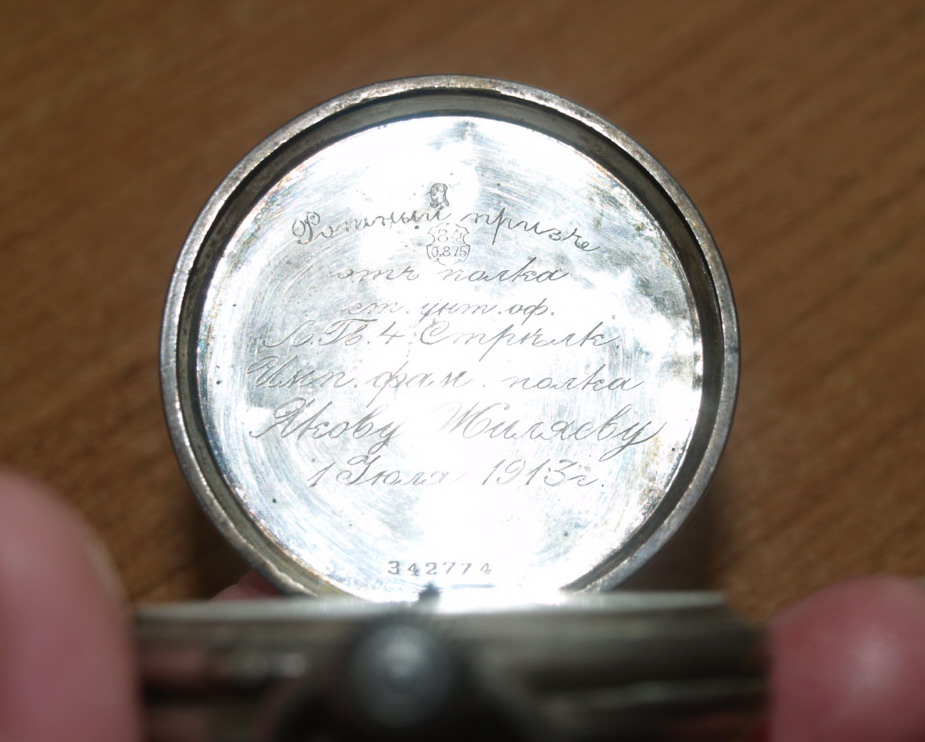 Ротный призъ
84
0,875
отъ полка
ст. унт. оф.
Л. Гв. 4. Стрѣлк
Имп. фам. полка
Якову Жиляеву
1 Iюля 1913 г.
342774